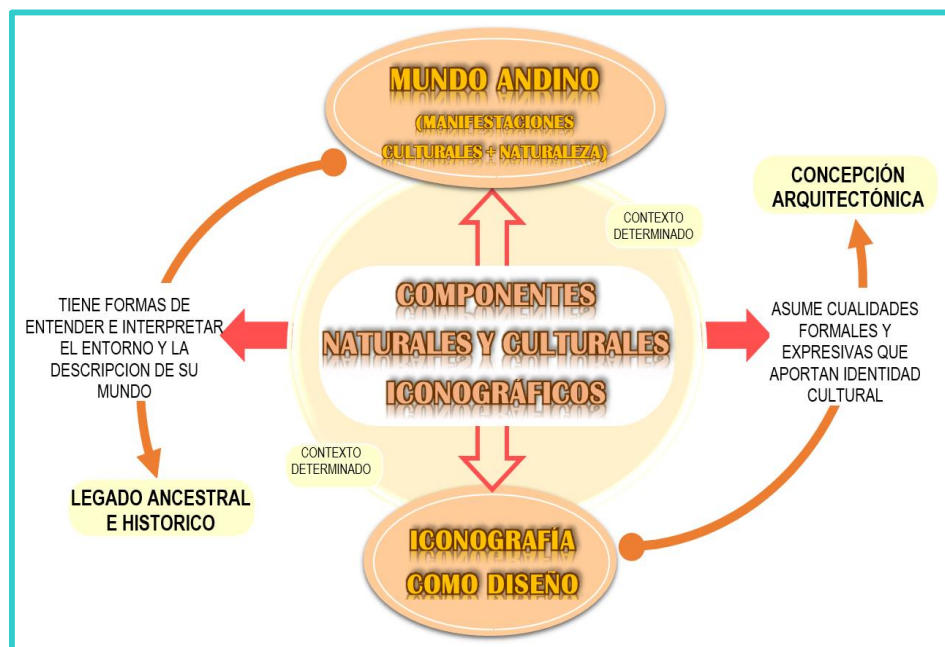 MUNDO ANDINO
(MANIFESTACIONES
CULTURALES + NATURALEZA)
CONCEPCIÓN
ARQUITECTÓNICA
CONTEXTO
DETERMINADO
COMPONENTES
NATURALES Y CULTURALES
ICONOGRÁFICOS
TIENE FORMAS DE
ENTENDER E INTERPRETAR
EL ENTORNO Y LA
DESCRIPCION DE SU
MUNDO
ASUME CUALIDADES
FORMALES Y
EXPRESIVAS QUE
APORTAN IDENTIDAD
CULTURAL
CONTEXTO
DETERMINADO
LEGADO ANCESTRAL
E HISTORICO
ICONOGRAFÍA
COMO DISEÑO